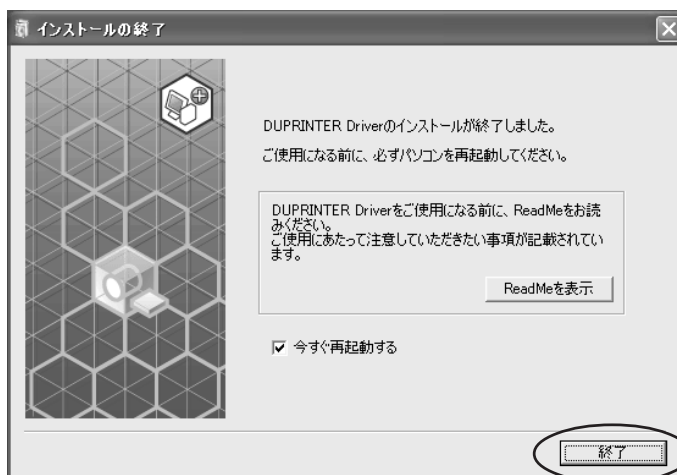 インストールの終了
DUPRINTER Driverのインストールが終了しました。
ご使用になる前に、必ずパソコンを再起動してください。
DUPRINTER Driverをご使用になる前に、ReadMeをお読
みください。
ご使用にあたって注意していただきたい事項が記載されてい
ます。
ReadMeを表示
今すぐ再起動する
終了